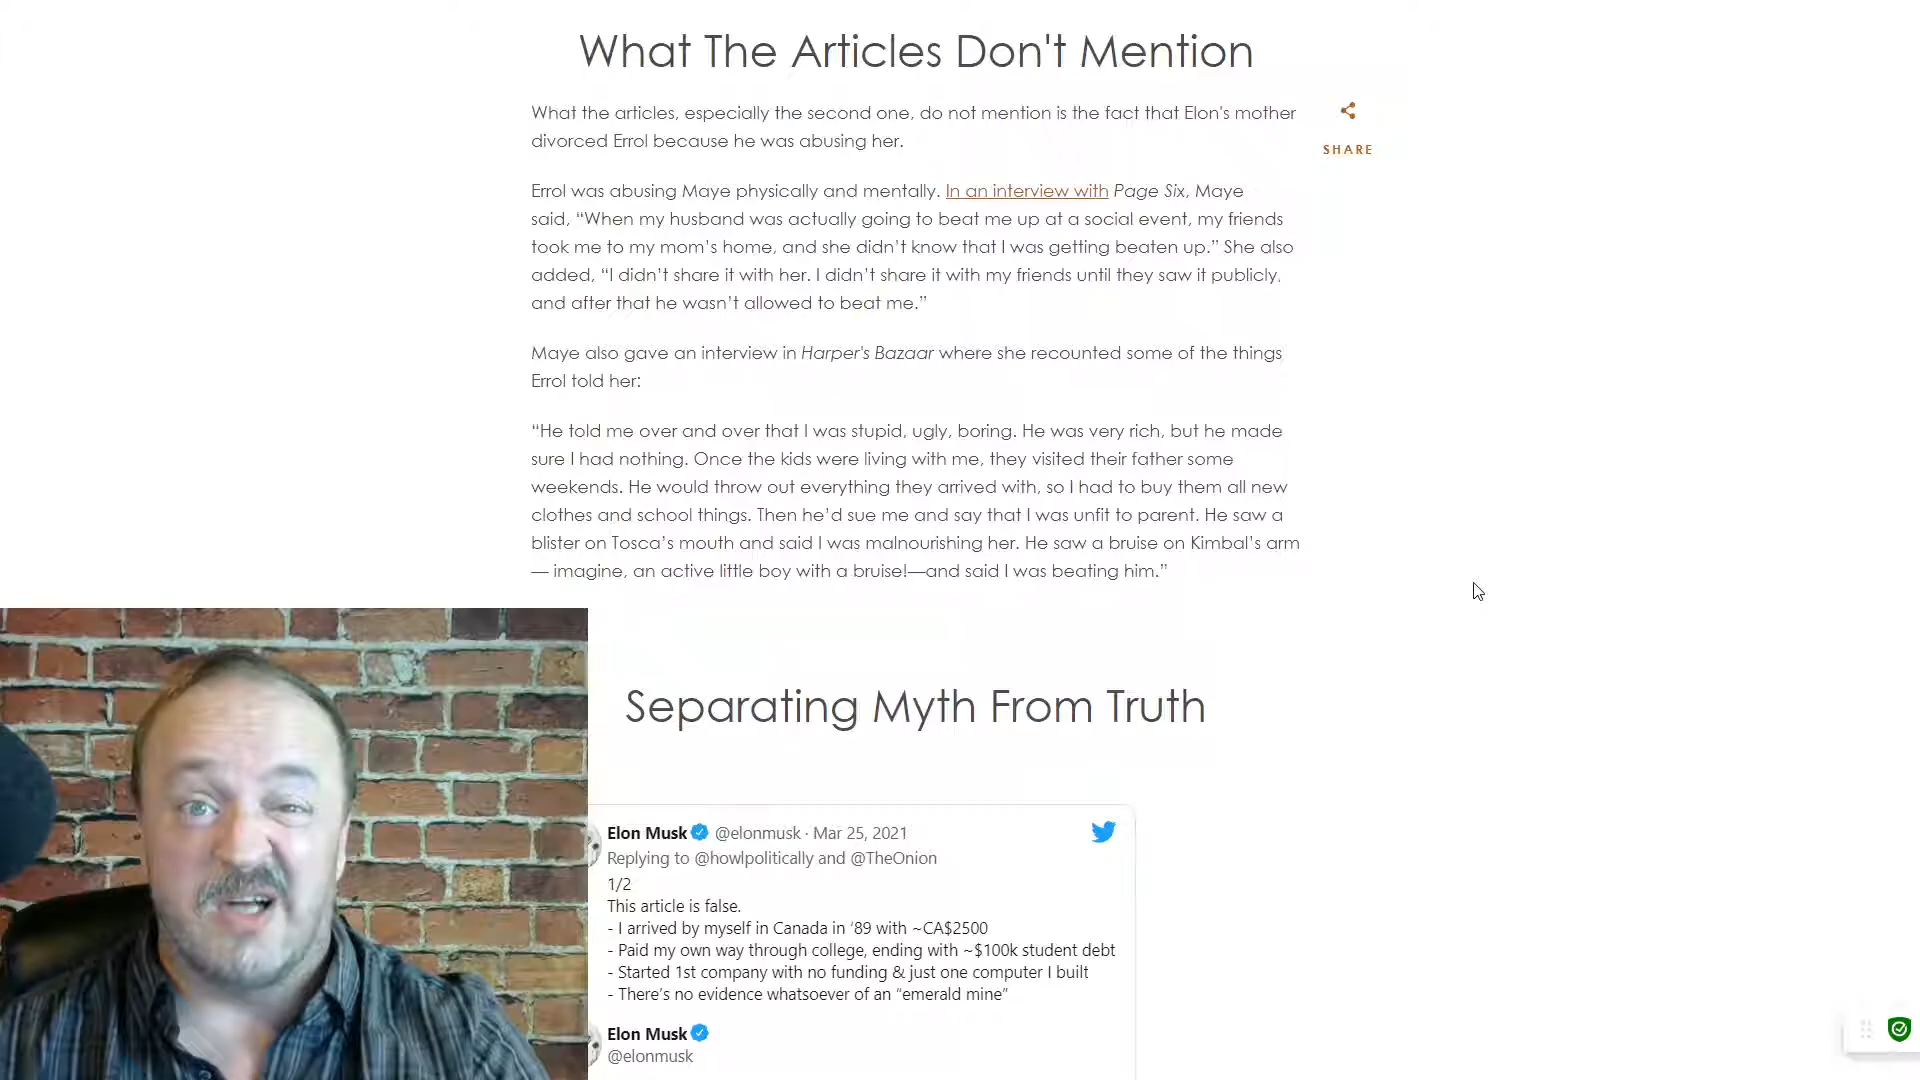 What The Articles Don't Mention
What the articles, especially the second one, do not mention is the fact that Elon's mother
divorced Errol because he was abusing her.
SHARE
Errol was abusing Maye physically and mentally. In an interview with Page Six, Maye
said, “When my husband was actually going to beat me up at a social event, my friends
took me to my mom’s home, and she didn’t know that I was getting beaten up.” She also
added, “I didn’t share it with her. I didn’t share it with my friends until they saw it publicly,
and after that he wasn’t allowed to beat me.”
Maye also gave an interview in Harper's Bazaar where she recounted some of the things
Errol told her:
“He told me over and over that I was stupid, ugly, boring. He was very rich, but he made
sure I had nothing. Once the kids were living with me, they visited their father some
weekends. He would throw out everything they arrived with, so I had to buy them all new
clothes and school things. Then he’d sue me and say that I was unfit to parent. He saw a
blister on Tosca’s mouth and said I was malnourishing her. He saw a bruise on Kimbal’s arm
— imagine, an active little boy with a bruise!—and said I was beating him.”
Separating Myth From Truth
Elon Musk @elonmusk · Mar 25, 2021
Replying to @howlpolitically and @TheOnion
1/2
This article is false.
- I arrived by myself in Canada in ‘89 with ~CA$2500
- Paid my own way through college, ending with ~$100k student debt
- Started 1st company with no funding & just one computer I built
- There’s no evidence whatsoever of an “emerald mine”
Elon Musk
@elonmusk